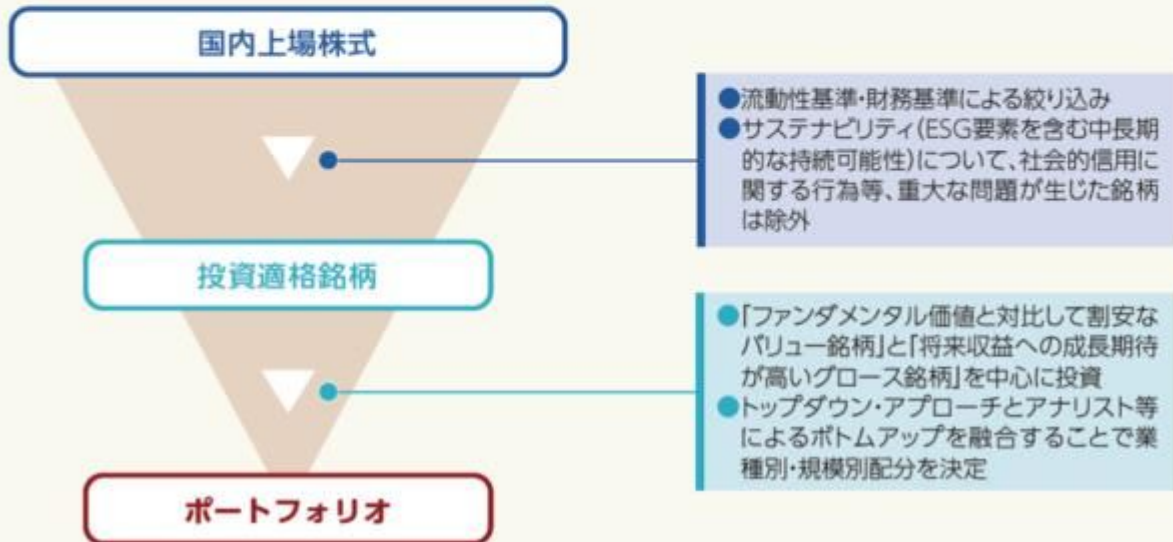 国内上場株式
●流動性基準・財務基準による絞り込み
●サステナビリティ(ESG要素を含む中長期
的な持続可能性)について、社会的信用に
関する行為等、重大な問題が生じた銘柄
は除外
投資適格銘柄
●「ファンダメンタル価値と対比して割安な
バリュー銘柄」と「将来収益への成長期待
が高いグロース銘柄」を中心に投資
●トップダウン・アプローチとアナリスト等
によるボトムアップを融合することで業
種別・規模別配分を決定
ポートフォリオ